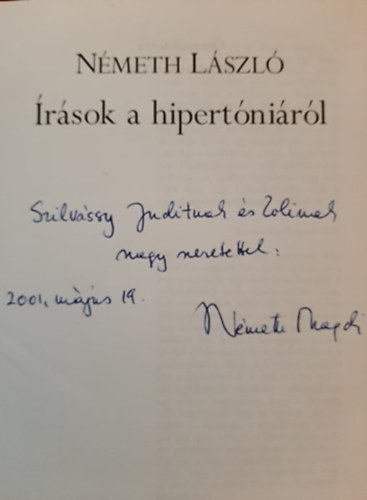 NÉMETH LÁSZLÓ
Írások a hipertóniáról
Szilvássy Juditnak és Zolinak
nagy szeretettel:
2001, május 19.
Németh Magdi